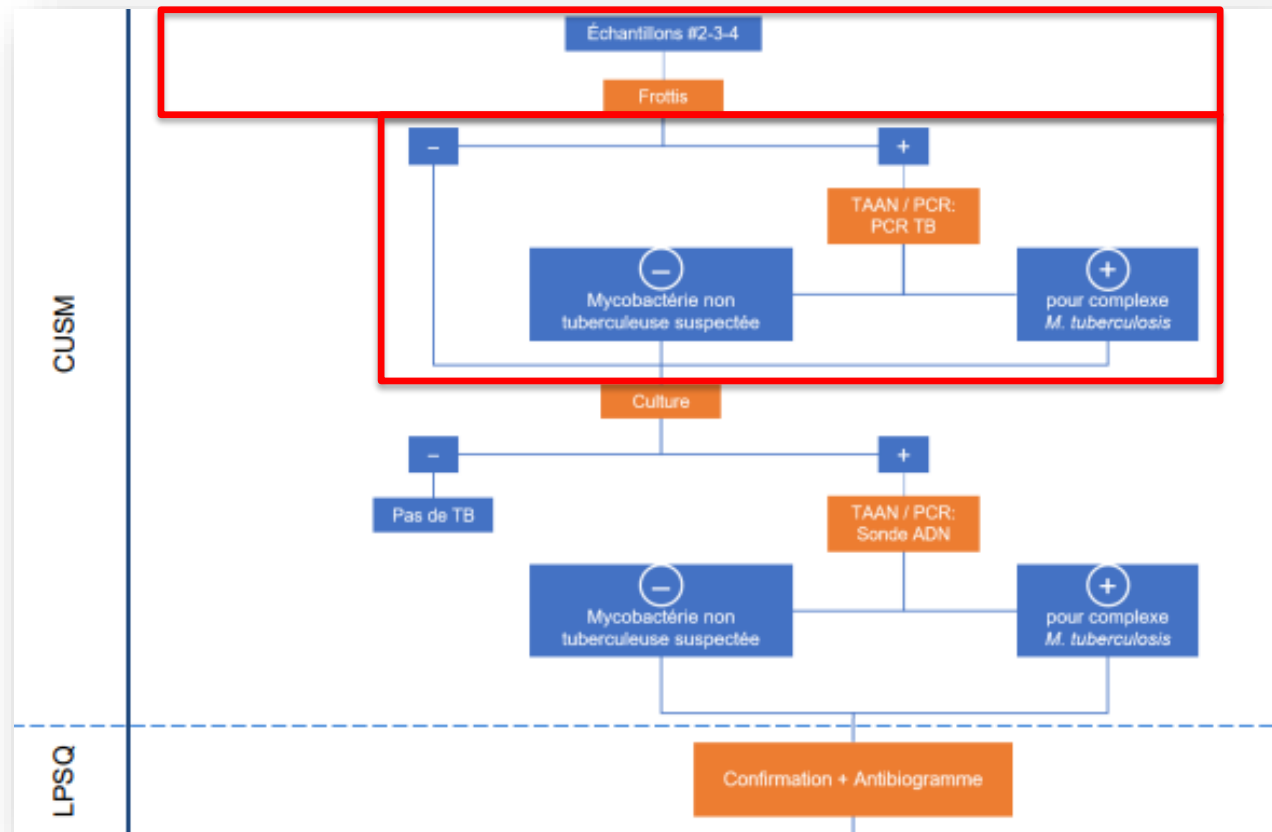 Échantillons #2-3-4
Frottis
–
+
TAAN / PCR:
PCR TB
–
Mycobactérie non
tuberculeuse suspectée
+
pour complexe
M. tuberculosis
CUSM
Culture
–
+
Pas de TB
TAAN / PCR:
Sonde ADN
–
Mycobactérie non
tuberculeuse suspectée
+
pour complexe
M. tuberculosis
LPSQ
Confirmation + Antibiogramme